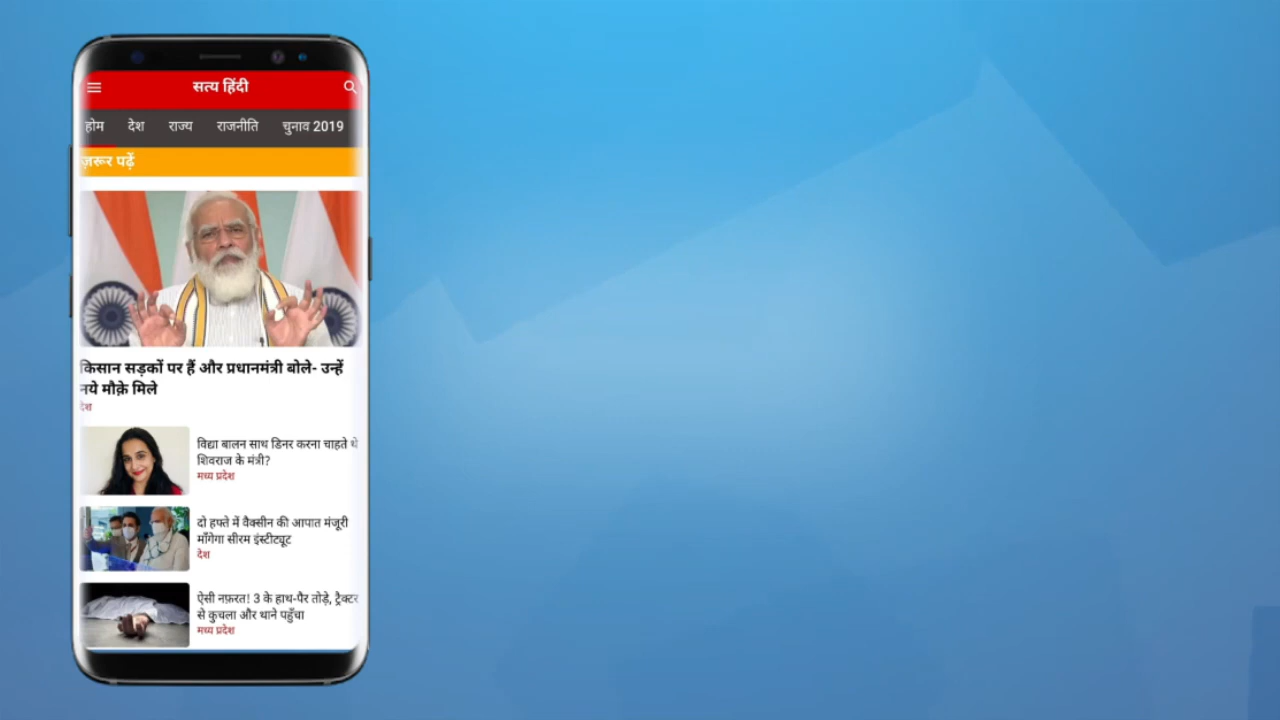 सत्य हिंदी
होम देश राज्य राजनीति चुनाव 2019
ज़रूर पढ़ें
किसान सड़कों पर हैं और प्रधानमंत्री बोले- उन्हें
नये मौक़े मिले
देश
विद्या बालन साथ डिनर करना चाहते थे
शिवराज के मंत्री?
मध्य प्रदेश
दो हफ्ते में वैक्सीन की आपात मंजूरी
माँगेगा सीरम इंस्टीट्यूट
देश
ऐसी नफ़रत! 3 के हाथ-पैर तोड़े, ट्रैक्टर
से कुचला और थाने पहुँचा
मध्य प्रदेश